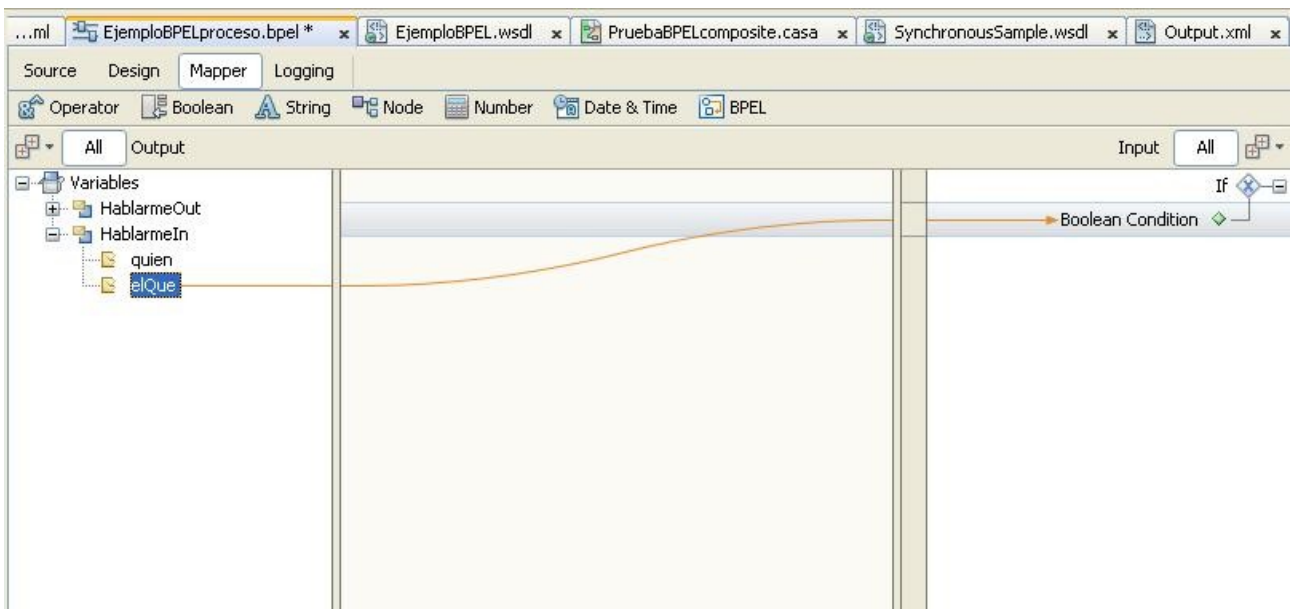 ...ml EjemploBPELproceso.bpel * x EjemploBPEL.wsdl x PruebaBPELcomposite.casa x SynchronousSample.wsdl x Output.xml x
Source Design Mapper Logging
Operator Boolean String Node Number Date & Time BPEL
All Output Input All
Variables If
HablarmeOut Boolean Condition
HablarmeIn
quien
elQue